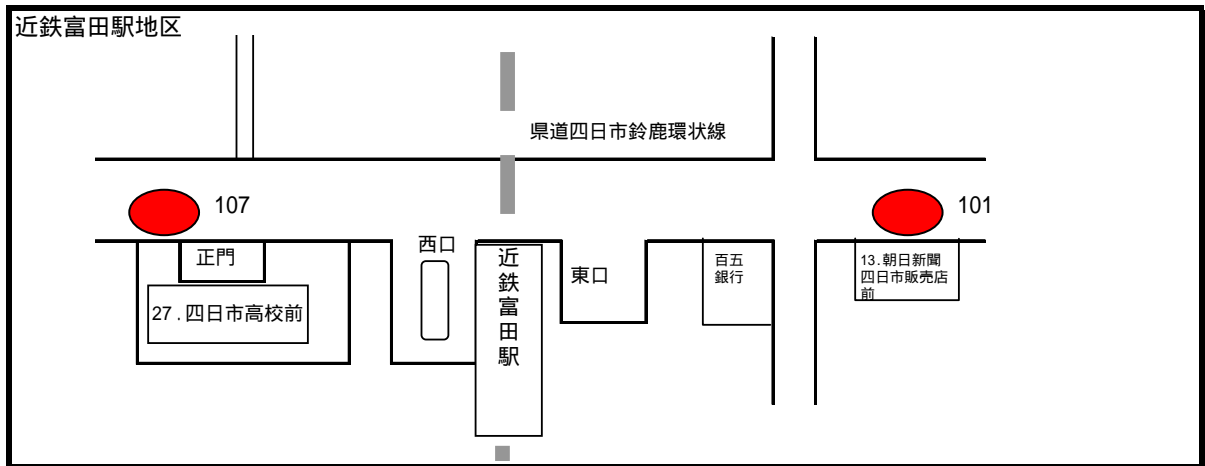 近鉄富田駅地区
県道四日市鈴鹿環状線
107
101
正門
西口
近鉄富田駅
東口
百五
銀行
13.朝日新聞
四日市販売店
前
27.四日市高校前